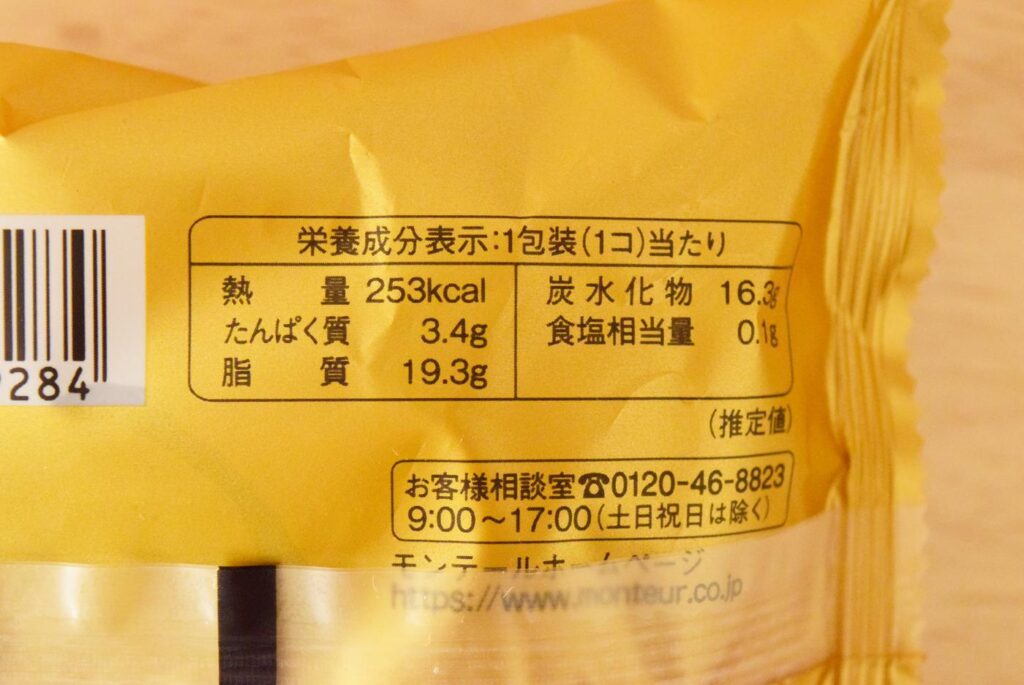 栄養成分表示:1包装(1コ)当たり
熱量 253kcal
たんぱく質 3.4g
脂質 19.3g
炭水化物 16.3g
食塩相当量 0.1g
(推定値)
お客様相談室☎0120-46-8823
9:00〜17:00(土日祝日は除く)
モンテールホームページ
https://www.monteur.co.jp
284